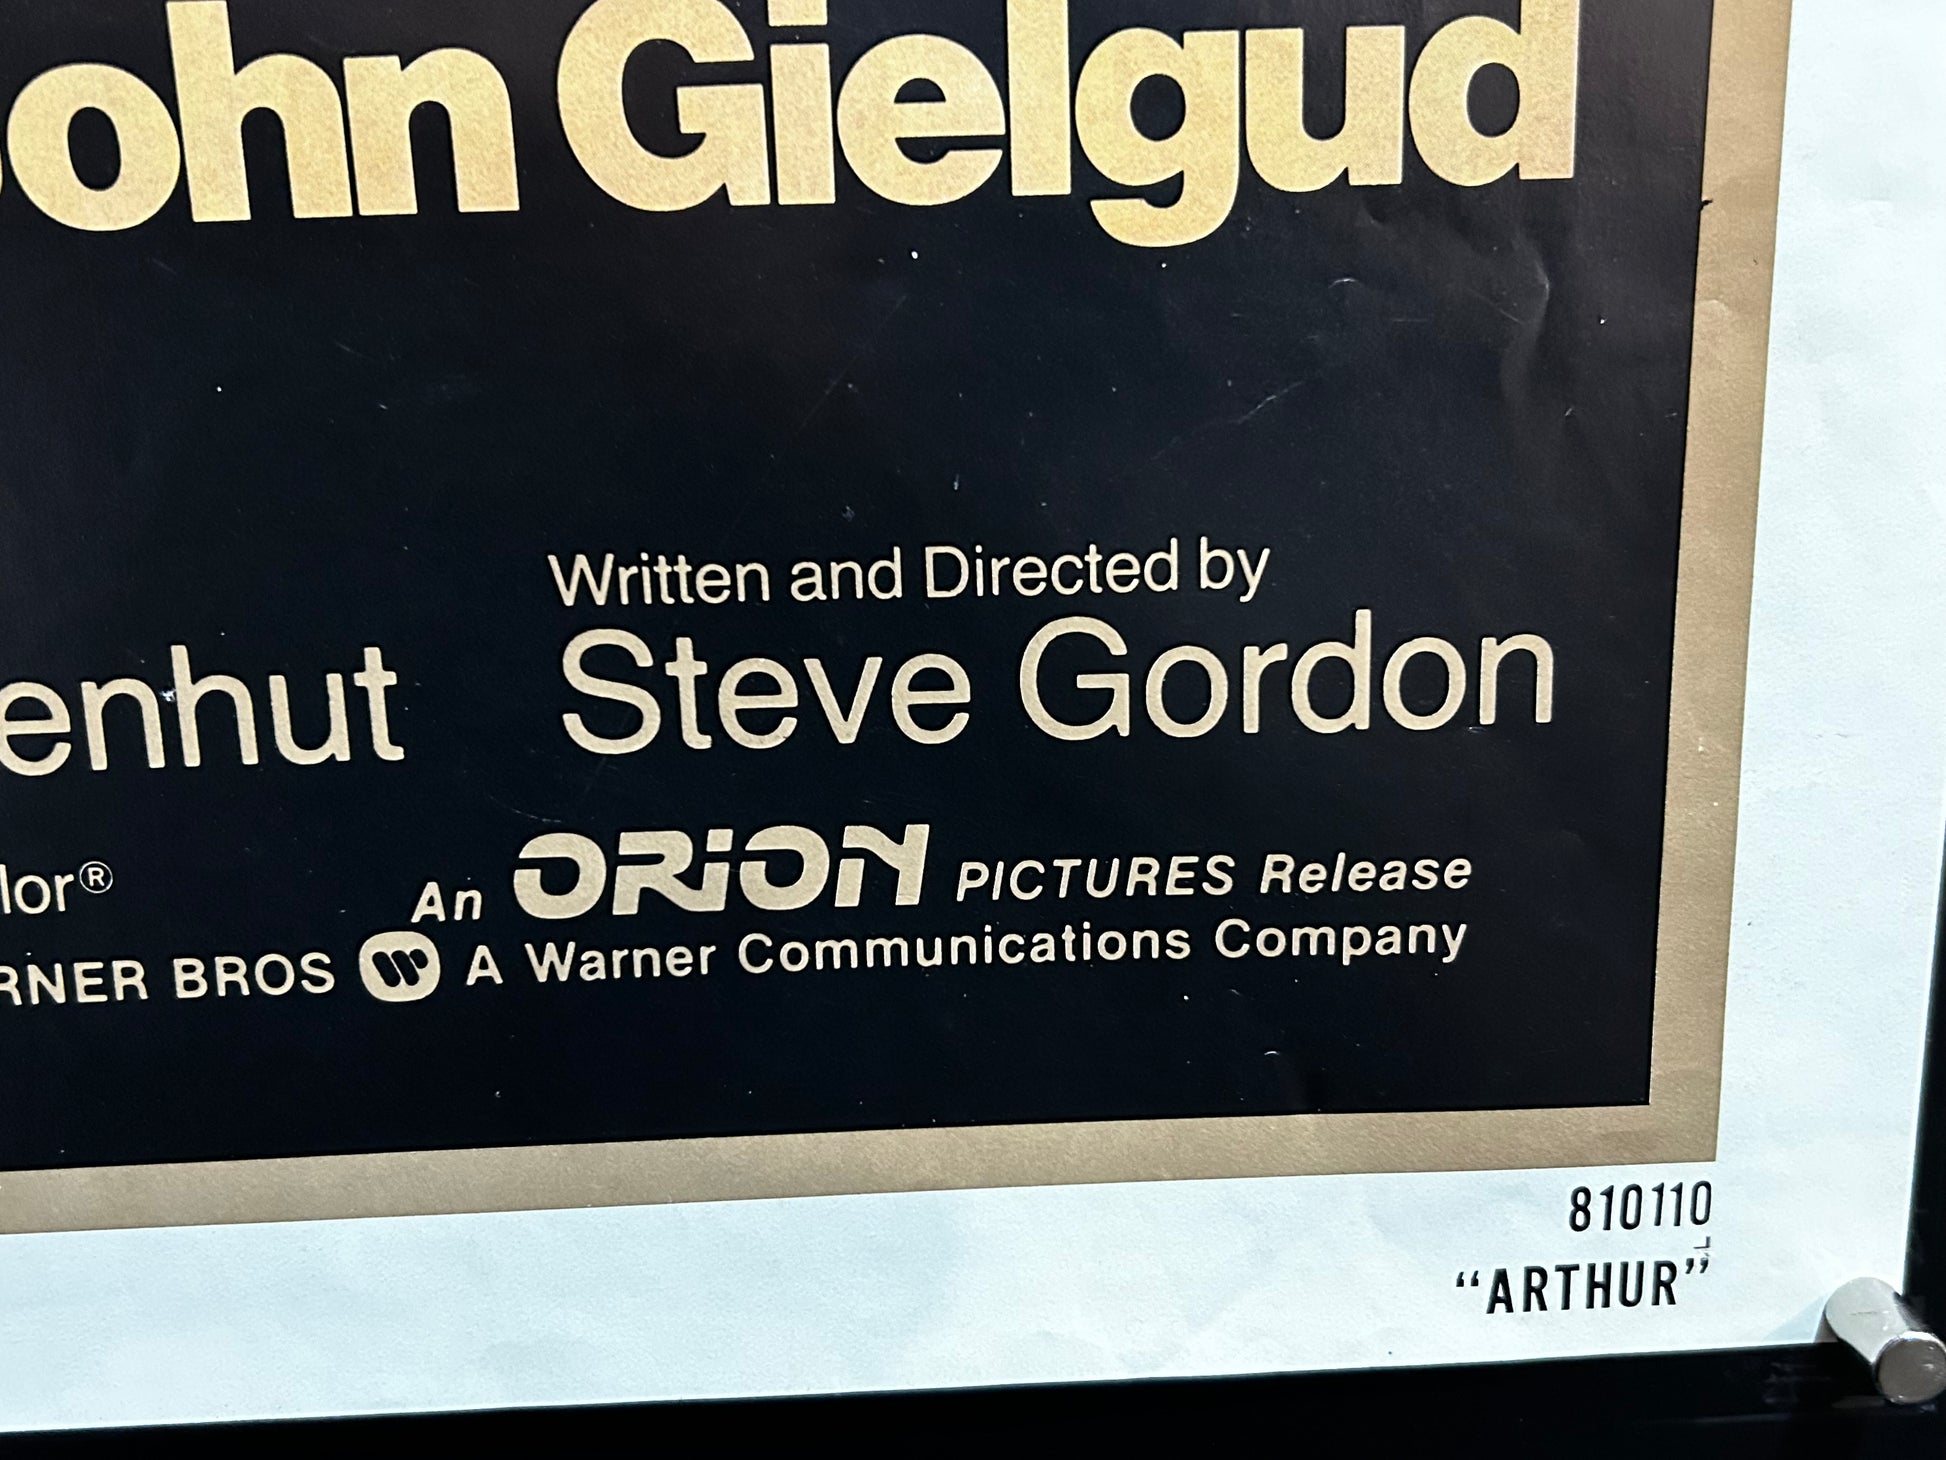 ohn Gielgud
Written and Directed by
enhut Steve Gordon
lor® An ORION PICTURES Release
RNER BROS A Warner Communications Company
810110
"ARTHUR"